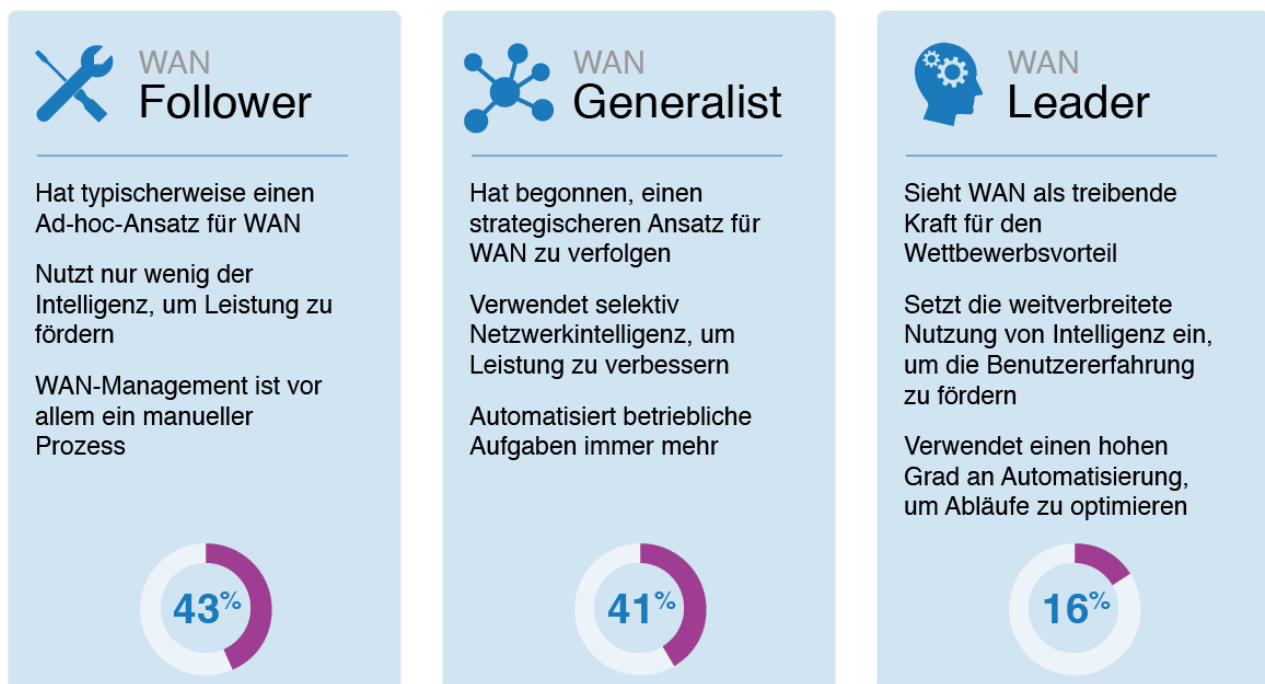 WAN
Follower
Hat typischerweise einen
Ad-hoc-Ansatz für WAN
Nutzt nur wenig der
Intelligenz, um Leistung zu
fördern
WAN-Management ist vor
allem ein manueller
Prozess
43%
WAN
Generalist
Hat begonnen, einen
strategischeren Ansatz für
WAN zu verfolgen
Verwendet selektiv
Netzwerkintelligenz, um
Leistung zu verbessern
Automatisiert betriebliche
Aufgaben immer mehr
41%
WAN
Leader
Sieht WAN als treibende
Kraft für den
Wettbewerbsvorteil
Setzt die weitverbreitete
Nutzung von Intelligenz ein,
um die Benutzererfahrung
zu fördern
Verwendet einen hohen
Grad an Automatisierung,
um Abläufe zu optimieren
16%